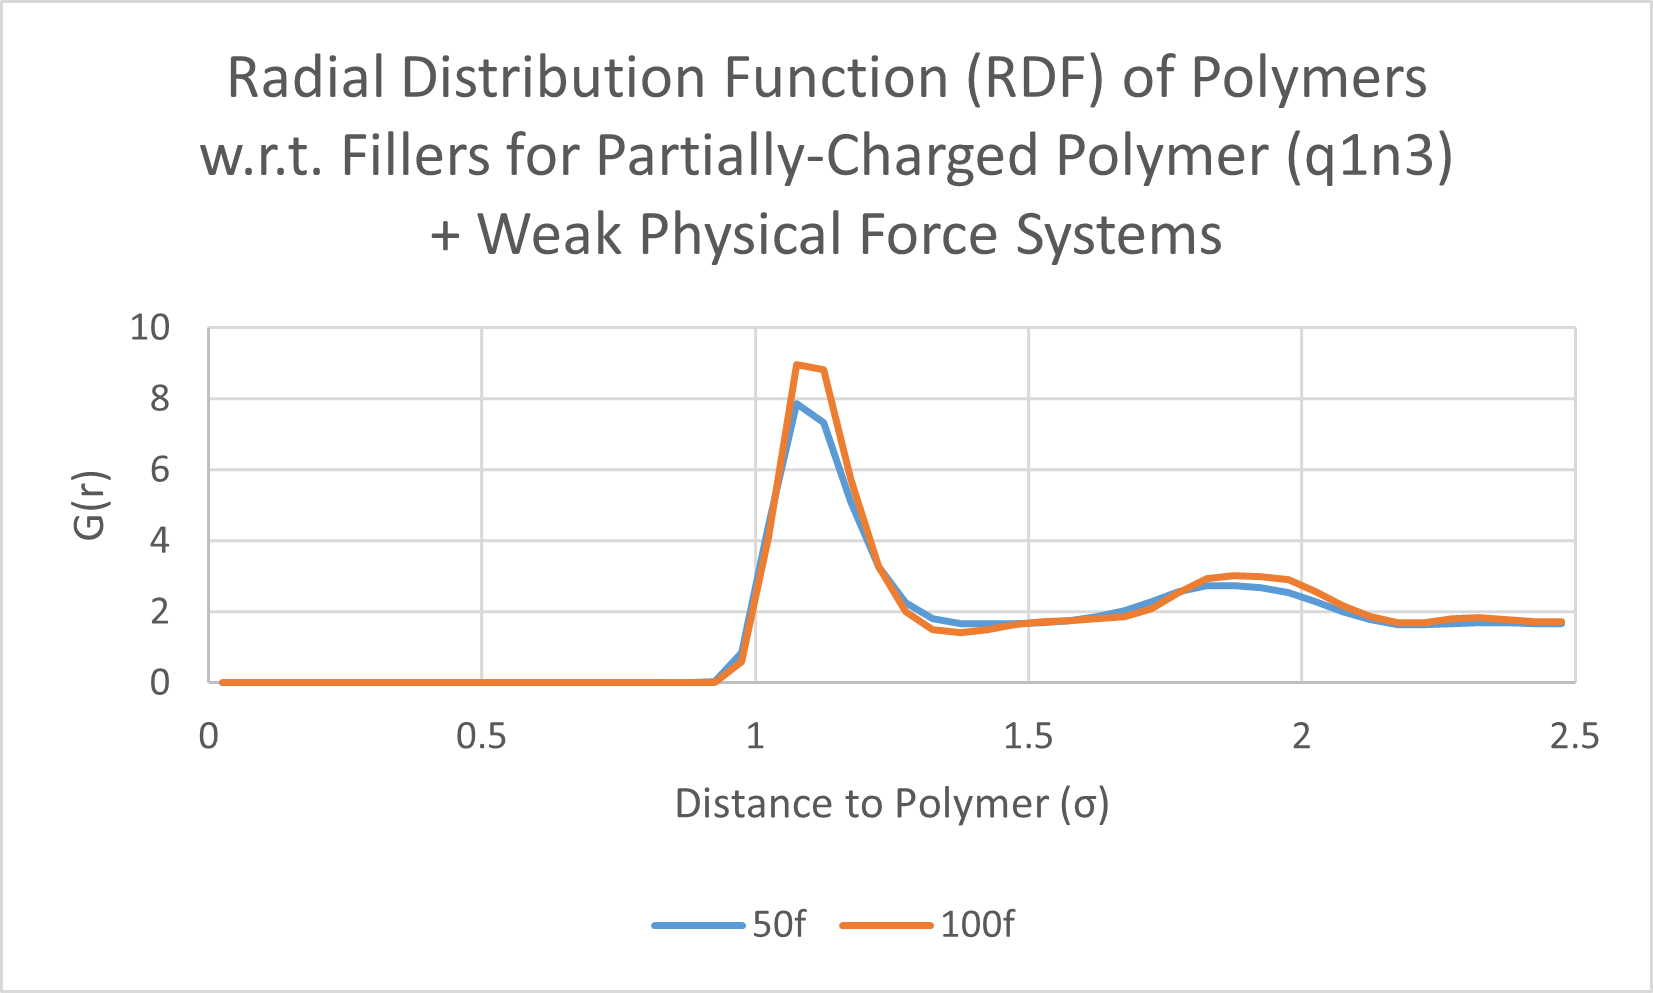 Radial Distribution Function (RDF) of Polymers
w.r.t. Fillers for Partially-Charged Polymer (q1n3)
+ Weak Physical Force Systems
10
8
6
4
2
0
G(r)
0 0.5 1 1.5 2 2.5
Distance to Polymer (σ)
50f 100f